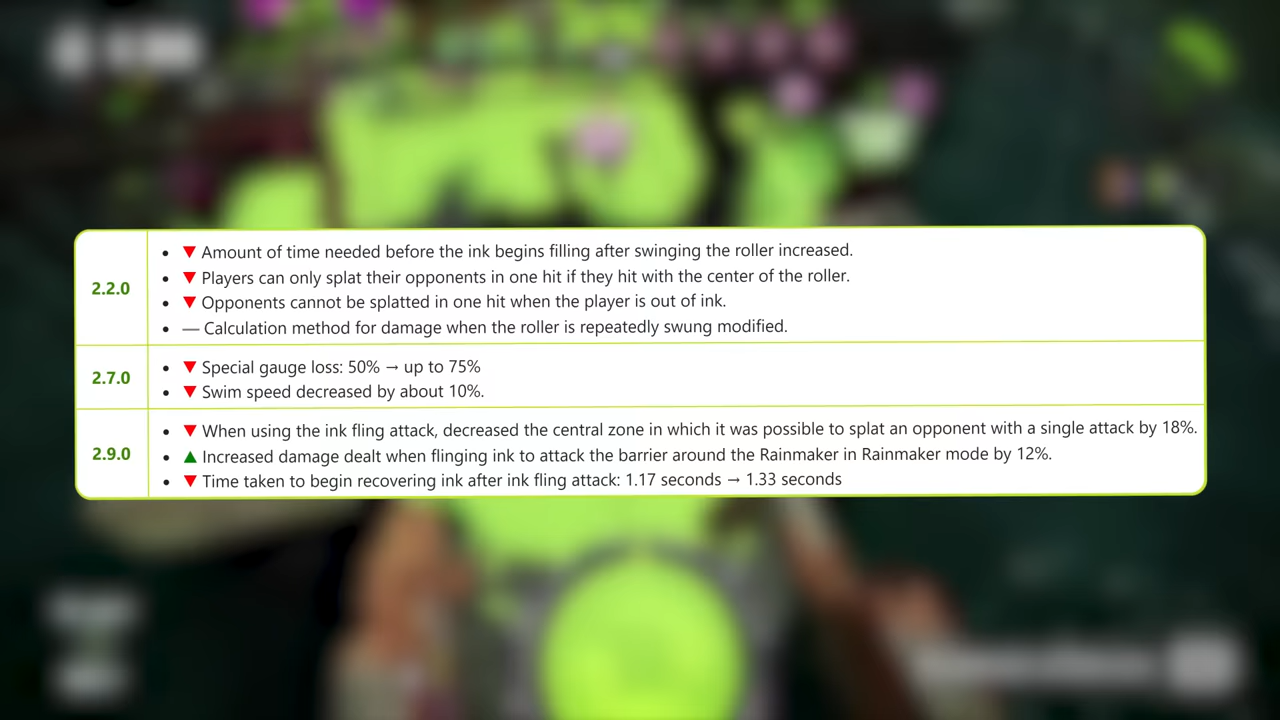 2.2.0
• ▼ Amount of time needed before the ink begins filling after swinging the roller increased.
• ▼ Players can only splat their opponents in one hit if they hit with the center of the roller.
• ▼ Opponents cannot be splatted in one hit when the player is out of ink.
• — Calculation method for damage when the roller is repeatedly swung modified.
2.7.0
• ▼ Special gauge loss: 50% → up to 75%
• ▼ Swim speed decreased by about 10%.
2.9.0
• ▼ When using the ink fling attack, decreased the central zone in which it was possible to splat an opponent with a single attack by 18%.
• ▲ Increased damage dealt when flinging ink to attack the barrier around the Rainmaker in Rainmaker mode by 12%.
• ▼ Time taken to begin recovering ink after ink fling attack: 1.17 seconds → 1.33 seconds